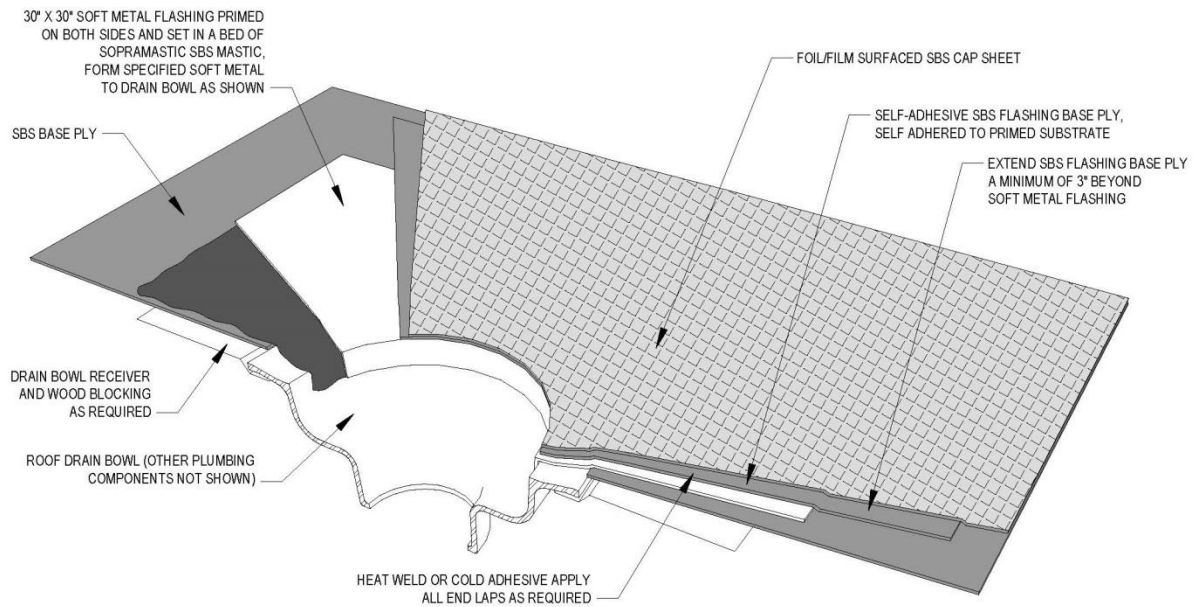 30" X 30" SOFT METAL FLASHING PRIMED
ON BOTH SIDES AND SET IN A BED OF
SOPRAMASTIC SBS MASTIC,
FORM SPECIFIED SOFT METAL
TO DRAIN BOWL AS SHOWN
SBS BASE PLY
DRAIN BOWL RECEIVER
AND WOOD BLOCKING
AS REQUIRED
ROOF DRAIN BOWL (OTHER PLUMBING
COMPONENTS NOT SHOWN)
FOIL/FILM SURFACED SBS CAP SHEET
SELF-ADHESIVE SBS FLASHING BASE PLY,
SELF ADHERED TO PRIMED SUBSTRATE
EXTEND SBS FLASHING BASE PLY
A MINIMUM OF 3" BEYOND
SOFT METAL FLASHING
HEAT WELD OR COLD ADHESIVE APPLY
ALL END LAPS AS REQUIRED